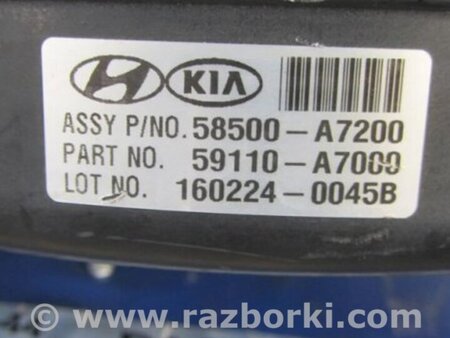 KIA
ASSY P/NO. 58500-A7200
PART NO. 59110-A7000
LOT NO. 160224-0045B
www.razborki.com